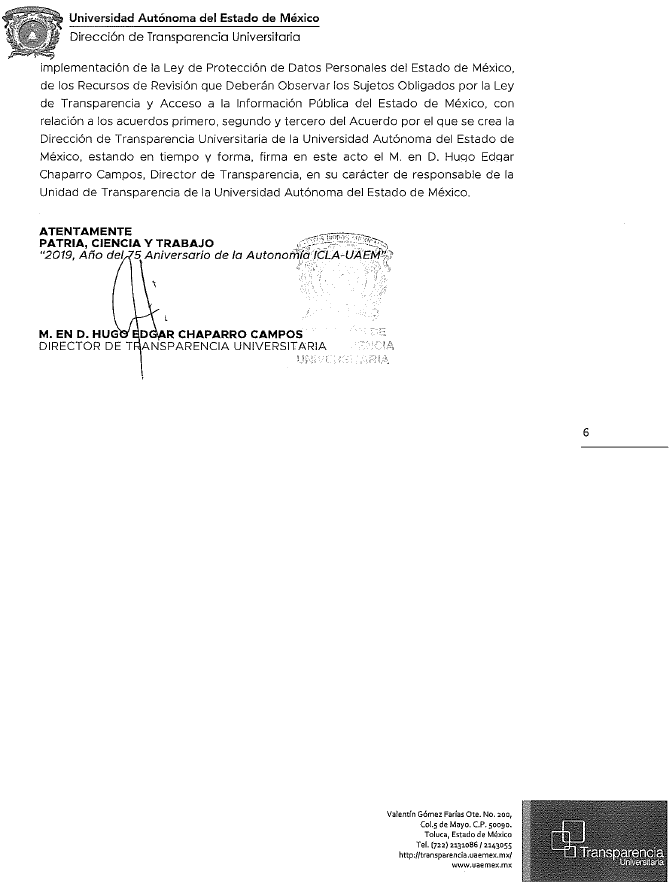 Universidad Autónoma del Estado de México
Dirección de Transparencia Universitaria
implementación de la Ley de Protección de Datos Personales del Estado de México,
de los Recursos de Revisión que Deberán Observar los Sujetos Obligados por la Ley
de Transparencia y Acceso a la Información Pública del Estado de México, con
relación a los acuerdos primero, segundo y tercero del Acuerdo por el que se crea la
Dirección de Transparencia Universitaria de la Universidad Autónoma del Estado de
México, estando en tiempo y forma, firma en este acto el M. en D. Hugo Edgar
Chaparro Campos, Director de Transparencia, en su carácter de responsable de la
Unidad de Transparencia de la Universidad Autónoma del Estado de México.
ATENTAMENTE
PATRIA, CIENCIA Y TRABAJO
"2019, Año del 75 Aniversario de la Autonomía ICLA-UAEM"
M. EN D. HUGO EDGAR CHAPARRO CAMPOS
DIRECTOR DE TRANSPARENCIA UNIVERSITARIA
DE
UNIVERSITARIA
6
Valentín Gómez Farías Ote. No. 200,
Col.5 de Mayo. C.P. 50090.
Toluca, Estado de México
Tel. (722) 2131086 / 2143055
http://transparencia.uaemex.mx/
www.uaemex.mx
Transparencia
Universitaria